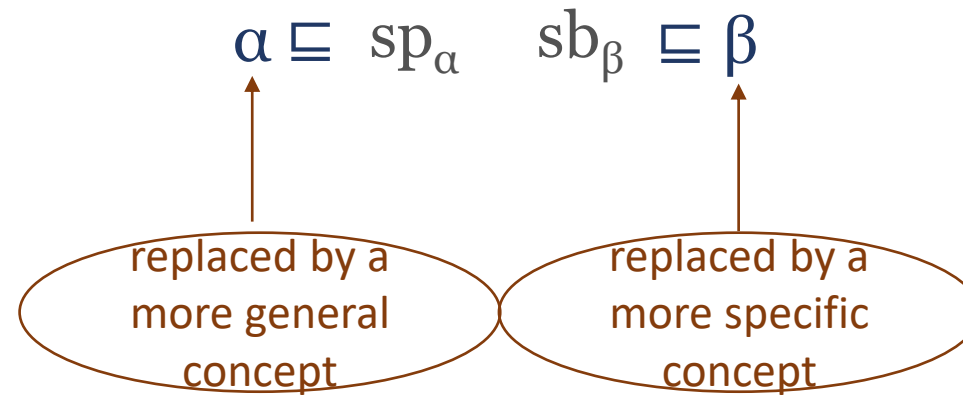 α ⊑ sp_α sb_β ⊑ β
replaced by a
more general
concept
replaced by a
more specific
concept